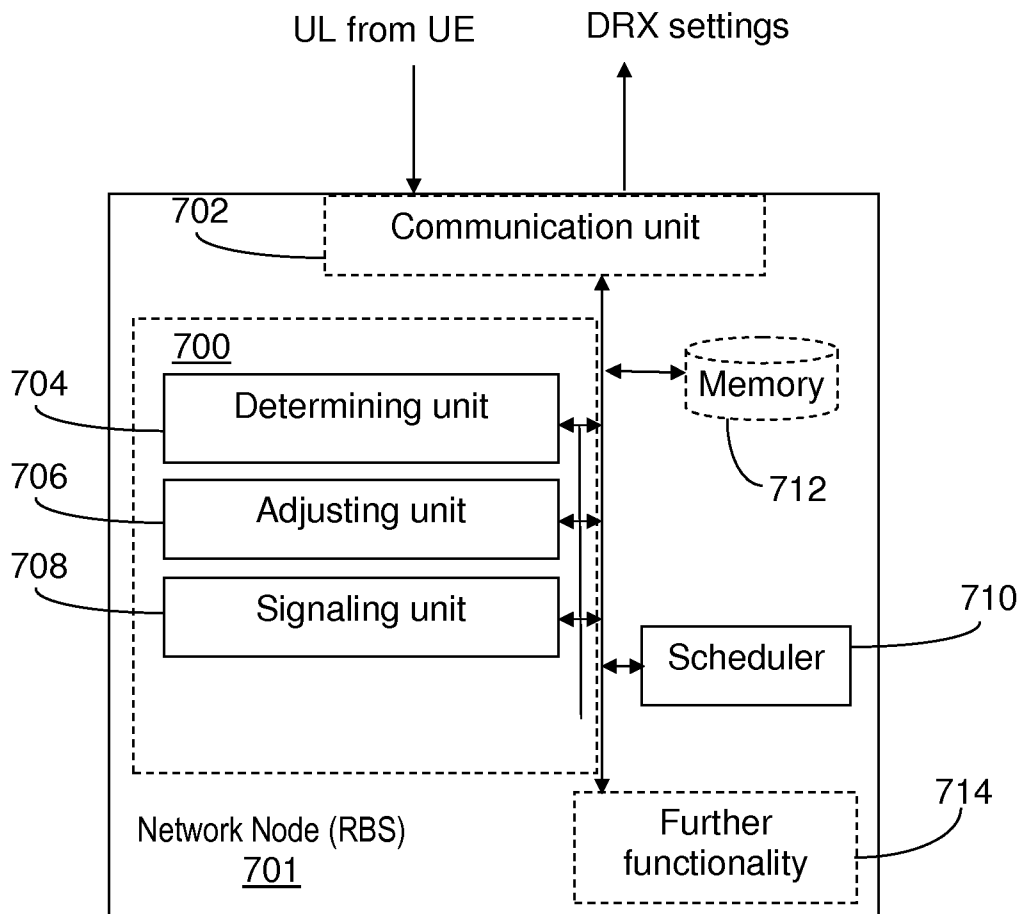 UL from UE
DRX settings
702
Communication unit
700
704
Determining unit
Memory
706
Adjusting unit
712
708
Signaling unit
710
Scheduler
714
Further
functionality
Network Node (RBS)
701